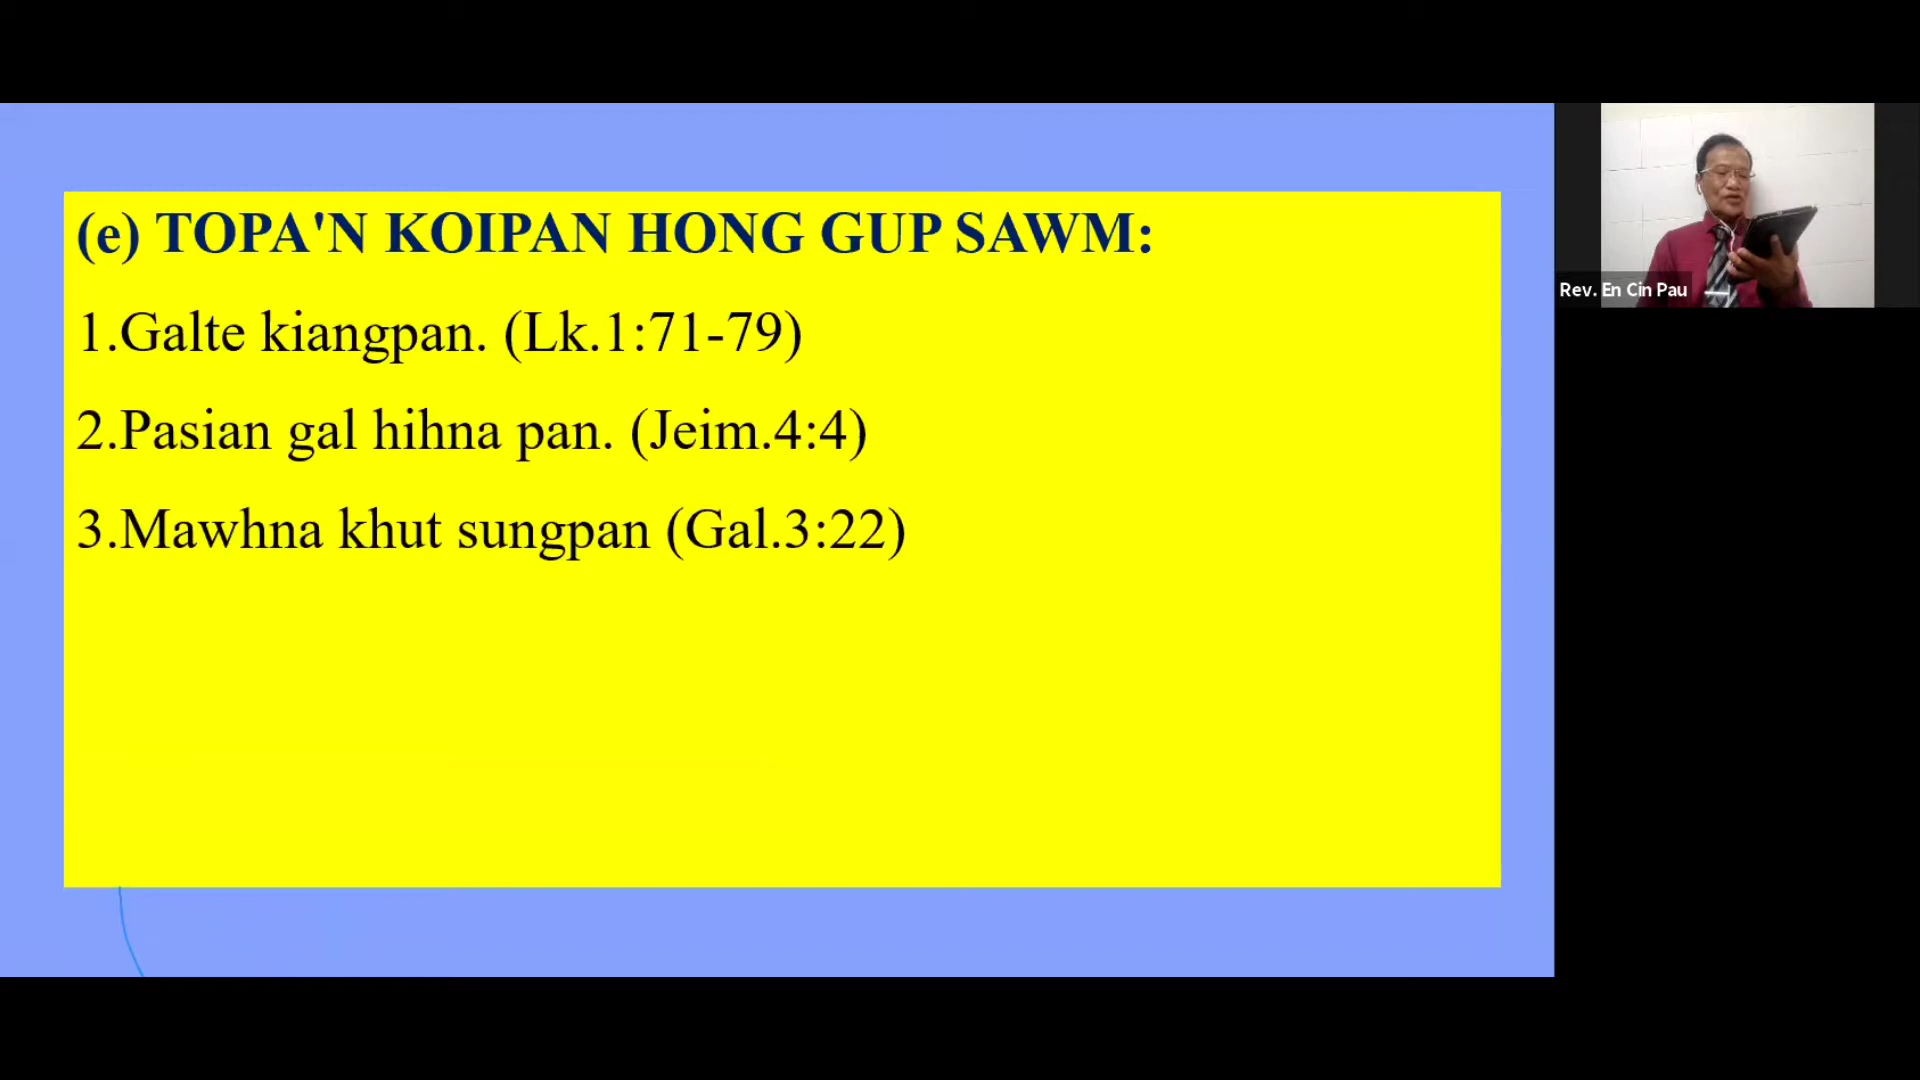 (e) TOPA'N KOIPAN HONG GUP SAWM:
1.Galte kiangpan. (Lk.1:71-79)
2.Pasian gal hihna pan. (Jeim.4:4)
3.Mawhna khut sungpan (Gal.3:22)
Rev. En Cin Pau